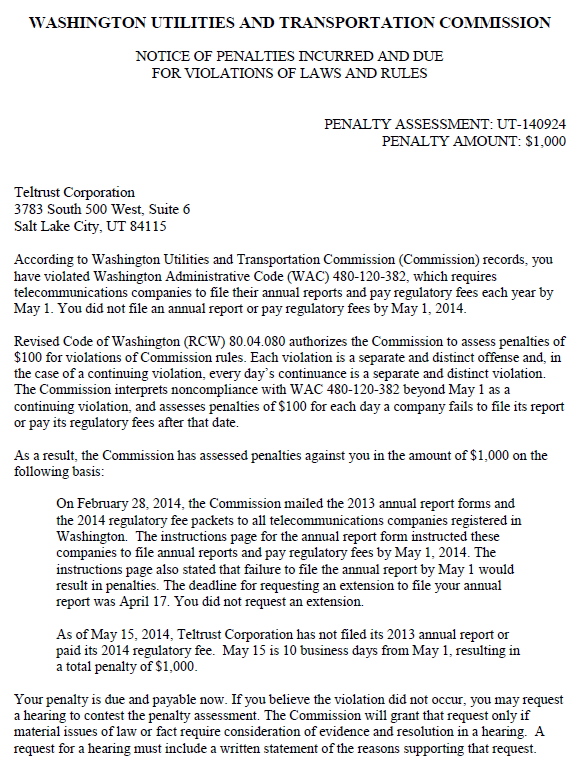 WASHINGTON UTILITIES AND TRANSPORTATION COMMISSION
NOTICE OF PENALTIES INCURRED AND DUE
FOR VIOLATIONS OF LAWS AND RULES
PENALTY ASSESSMENT: UT-140924
PENALTY AMOUNT: $1,000
Teltrust Corporation
3783 South 500 West, Suite 6
Salt Lake City, UT 84115
According to Washington Utilities and Transportation Commission (Commission) records, you
have violated Washington Administrative Code (WAC) 480-120-382, which requires
telecommunications companies to file their annual reports and pay regulatory fees each year by
May 1. You did not file an annual report or pay regulatory fees by May 1, 2014.
Revised Code of Washington (RCW) 80.04.080 authorizes the Commission to assess penalties of
$100 for violations of Commission rules. Each violation is a separate and distinct offense and, in
the case of a continuing violation, every day's continuance is a separate and distinct violation.
The Commission interprets noncompliance with WAC 480-120-382 beyond May 1 as a
continuing violation, and assesses penalties of $100 for each day a company fails to file its report
or pay its regulatory fees after that date.
As a result, the Commission has assessed penalties against you in the amount of $1,000 on the
following basis:
On February 28, 2014, the Commission mailed the 2013 annual report forms and
the 2014 regulatory fee packets to all telecommunications companies registered in
Washington.  The instructions page for the annual report form instructed these
companies to file annual reports and pay regulatory fees by May 1, 2014. The
instructions page also stated that failure to file the annual report by May 1 would
result in penalties. The deadline for requesting an extension to file your annual
report was April 17. You did not request an extension.
As of May 15, 2014, Teltrust Corporation has not filed its 2013 annual report or
paid its 2014 regulatory fee.  May 15 is 10 business days from May 1, resulting in
a total penalty of $1,000.
Your penalty is due and payable now. If you believe the violation did not occur, you may request
a hearing to contest the penalty assessment. The Commission will grant that request only if
material issues of law or fact require consideration of evidence and resolution in a hearing.  A
request for a hearing must include a written statement of the reasons supporting that request.